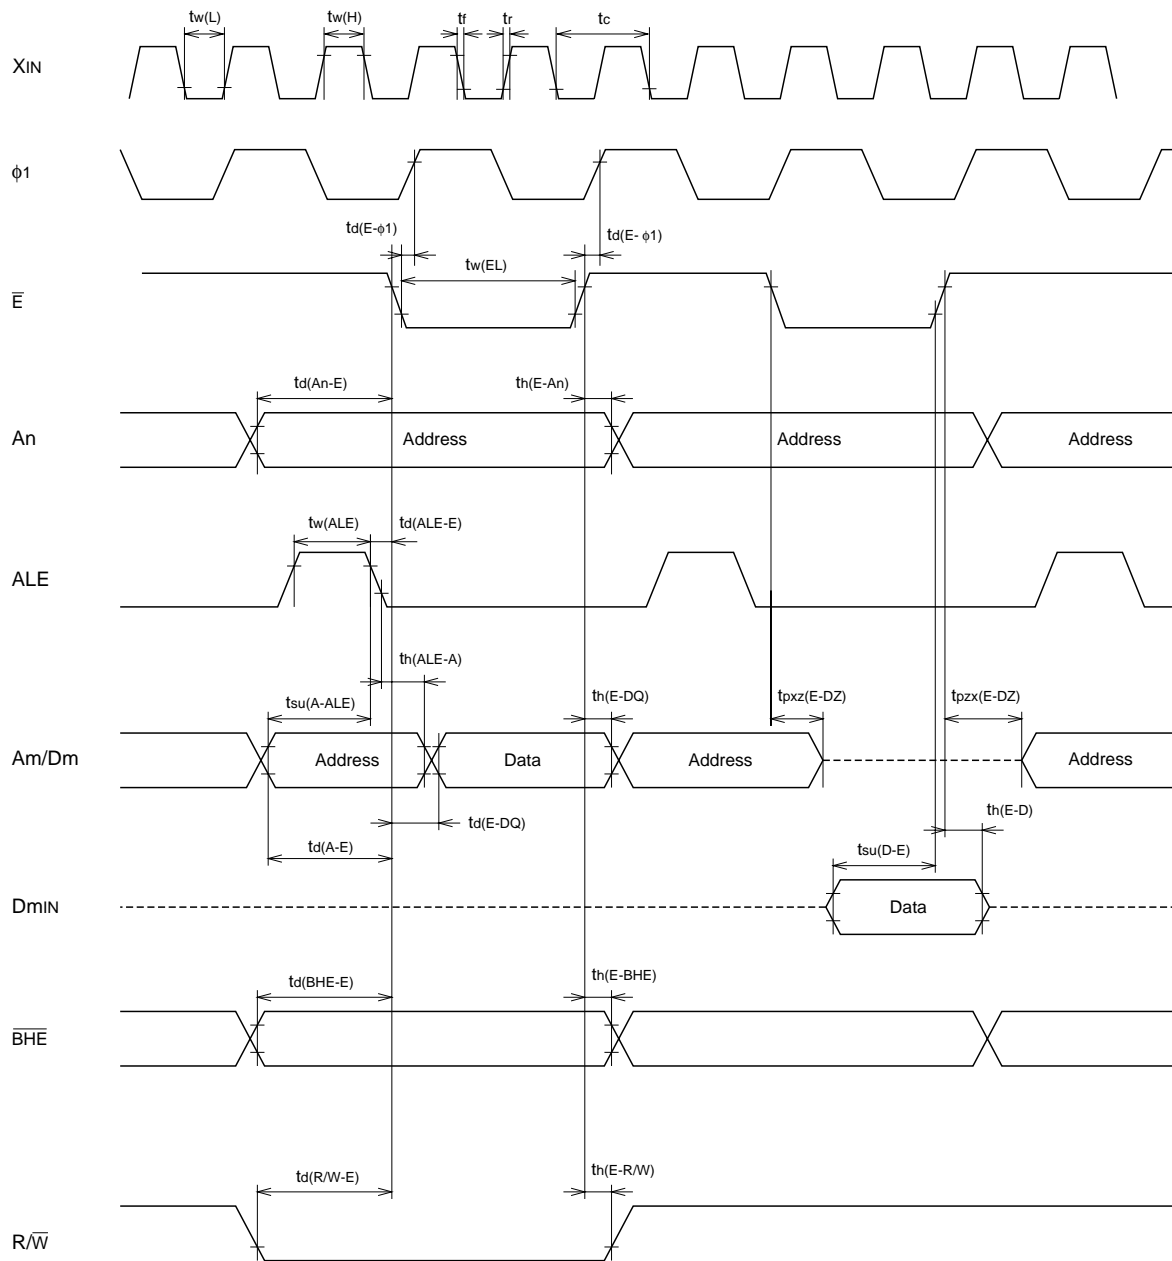 tw(L) tw(H) tf tr tc
XIN
ϕ1
td(E-ϕ1) td(E- ϕ1)
tw(EL)
E
td(An-E) th(E-An)
An Address Address Address
tw(ALE) td(ALE-E)
ALE
th(ALE-A)
tsu(A-ALE) th(E-DQ) tpxz(E-DZ) tpzx(E-DZ)
Am/Dm Address Data Address Address
td(E-DQ) th(E-D)
td(A-E) tsu(D-E)
DmIN Data
td(BHE-E) th(E-BHE)
BHE
td(R/W-E) th(E-R/W)
R/W